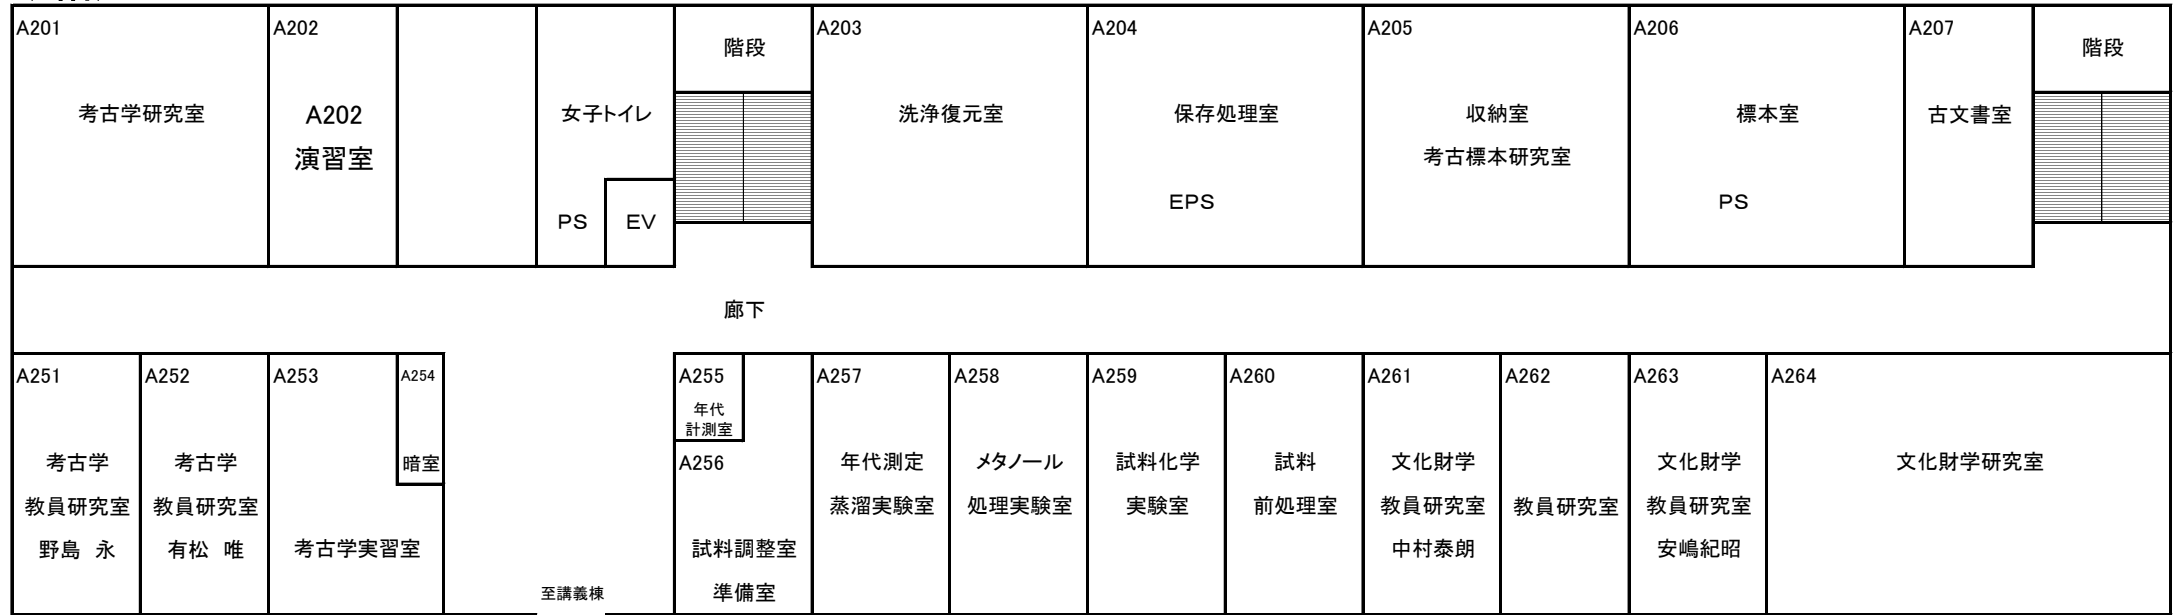 A201
考古学研究室
A202
A202
演習室
女子トイレ
PS
EV
階段
A203
洗浄復元室
A204
保存処理室
EPS
A205
収納室
考古標本研究室
A206
標本室
PS
A207
古文書室
階段
廊下
A251
考古学
教員研究室
野島　永
A252
考古学
教員研究室
有松　唯
A253
考古学実習室
A254
暗室
至講義棟
A255
年代
計測室
A256
試料調整室
準備室
A257
年代測定
蒸溜実験室
A258
メタノール
処理実験室
A259
試料化学
実験室
A260
試料
前処理室
A261
文化財学
教員研究室
中村泰朗
A262
教員研究室
A263
文化財学
教員研究室
安嶋紀昭
A264
文化財学研究室